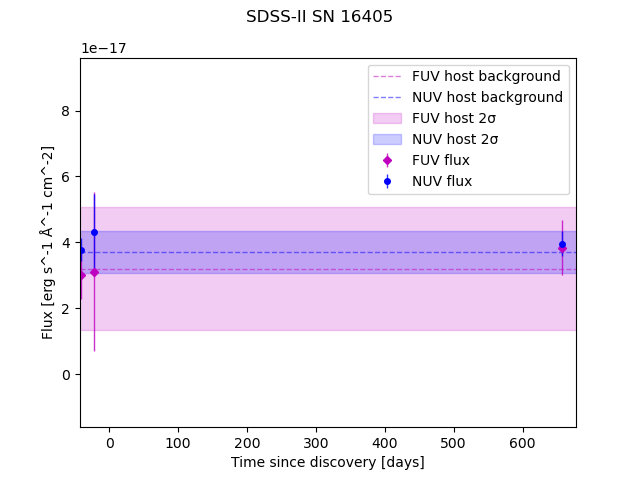 SDSS-II SN 16405
1e−17
FUV host background
NUV host background
FUV host 2σ
NUV host 2σ
FUV flux
NUV flux
Flux [erg s^-1 Å^-1 cm^-2]
8
6
4
2
0
0 100 200 300 400 500 600
Time since discovery [days]